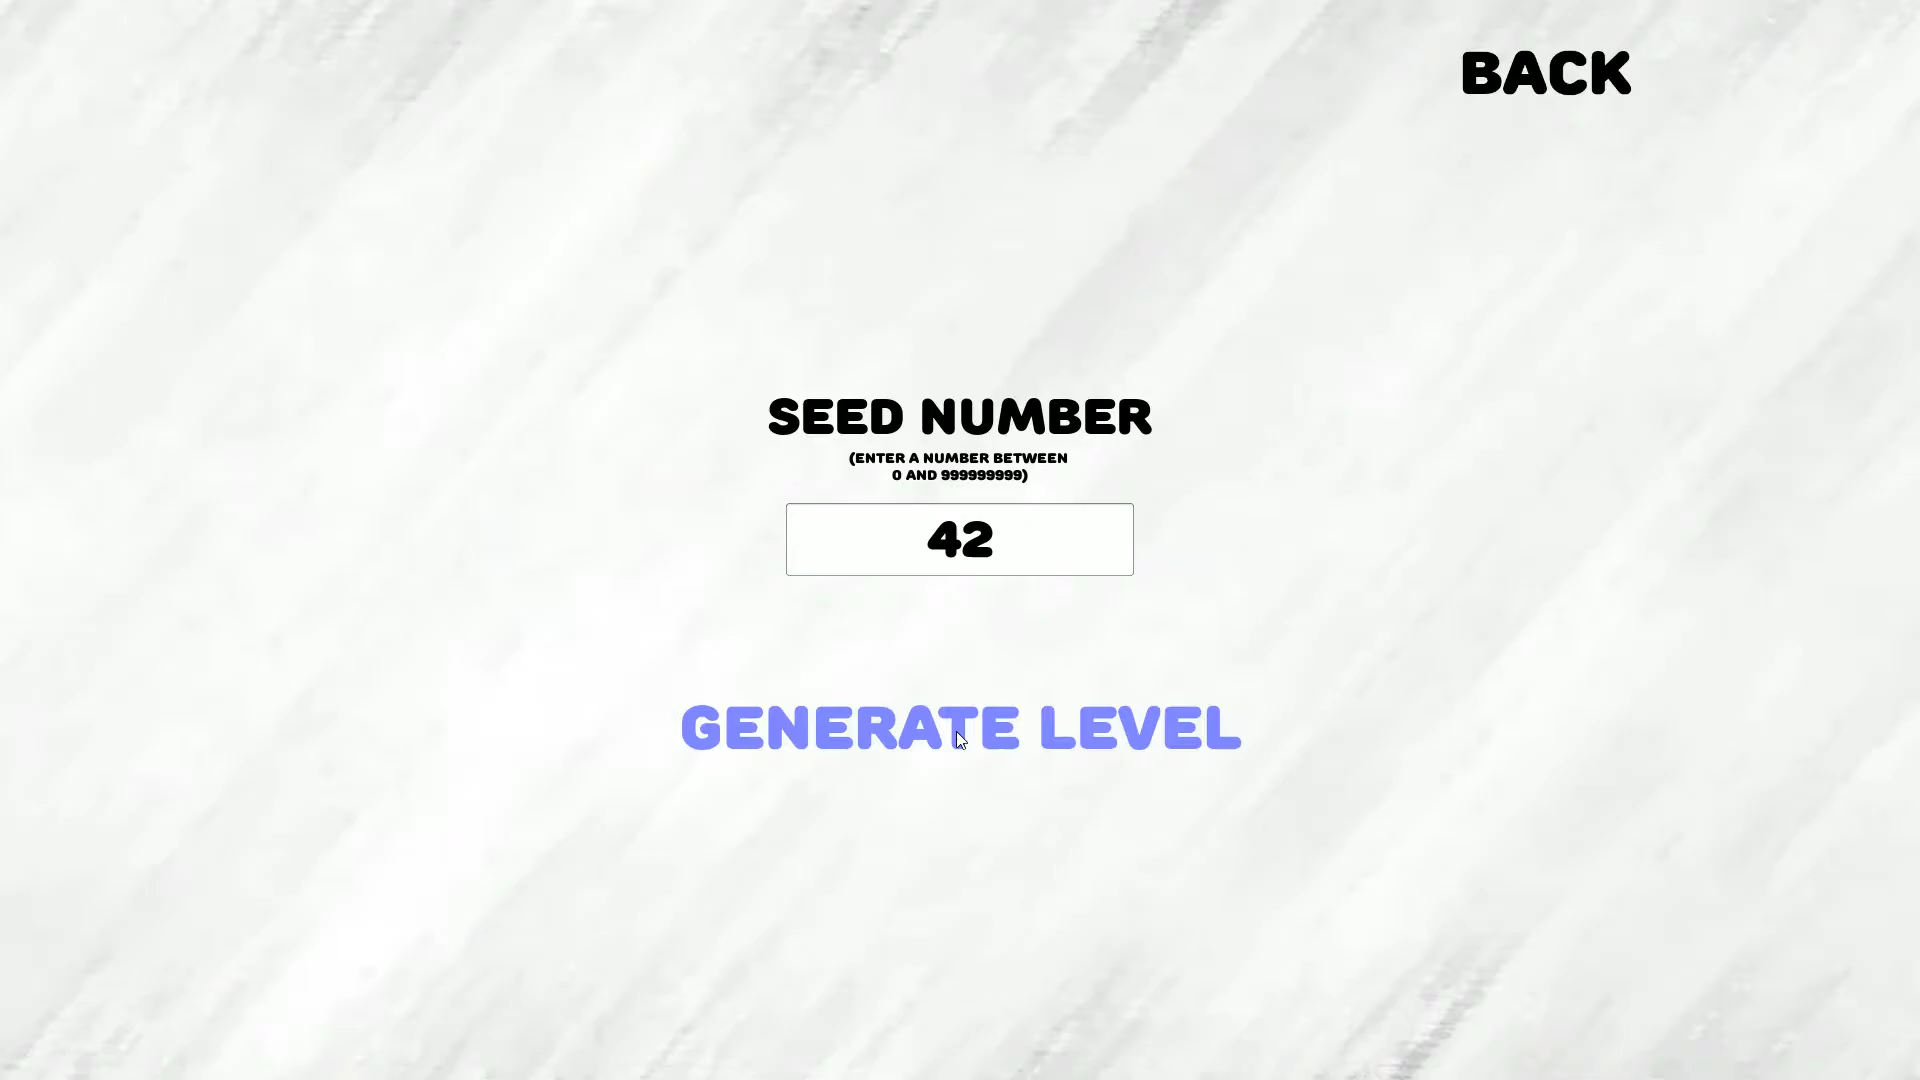 BACK
SEED NUMBER
(ENTER A NUMBER BETWEEN
0 AND 999999999)
42
GENERATE LEVEL